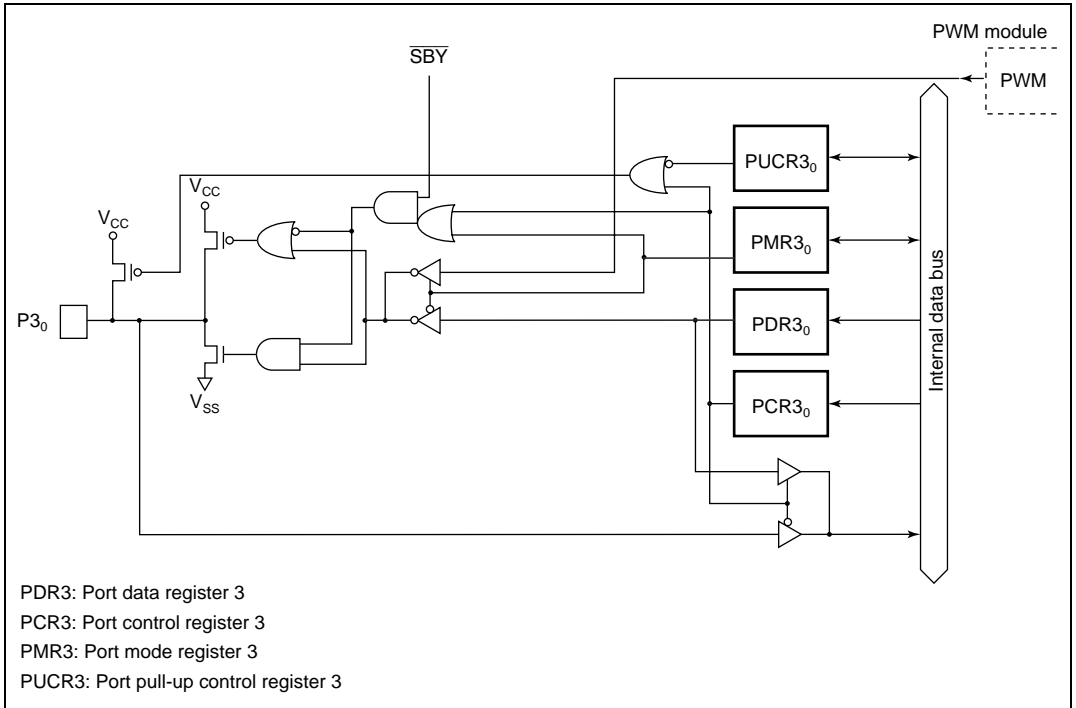 PWM module
SBY
PWM
PUCR3₀
V_CC
V_CC
PMR3₀
P3₀
PDR3₀
Internal data bus
V_SS
PCR3₀
PDR3: Port data register 3
PCR3: Port control register 3
PMR3: Port mode register 3
PUCR3: Port pull-up control register 3